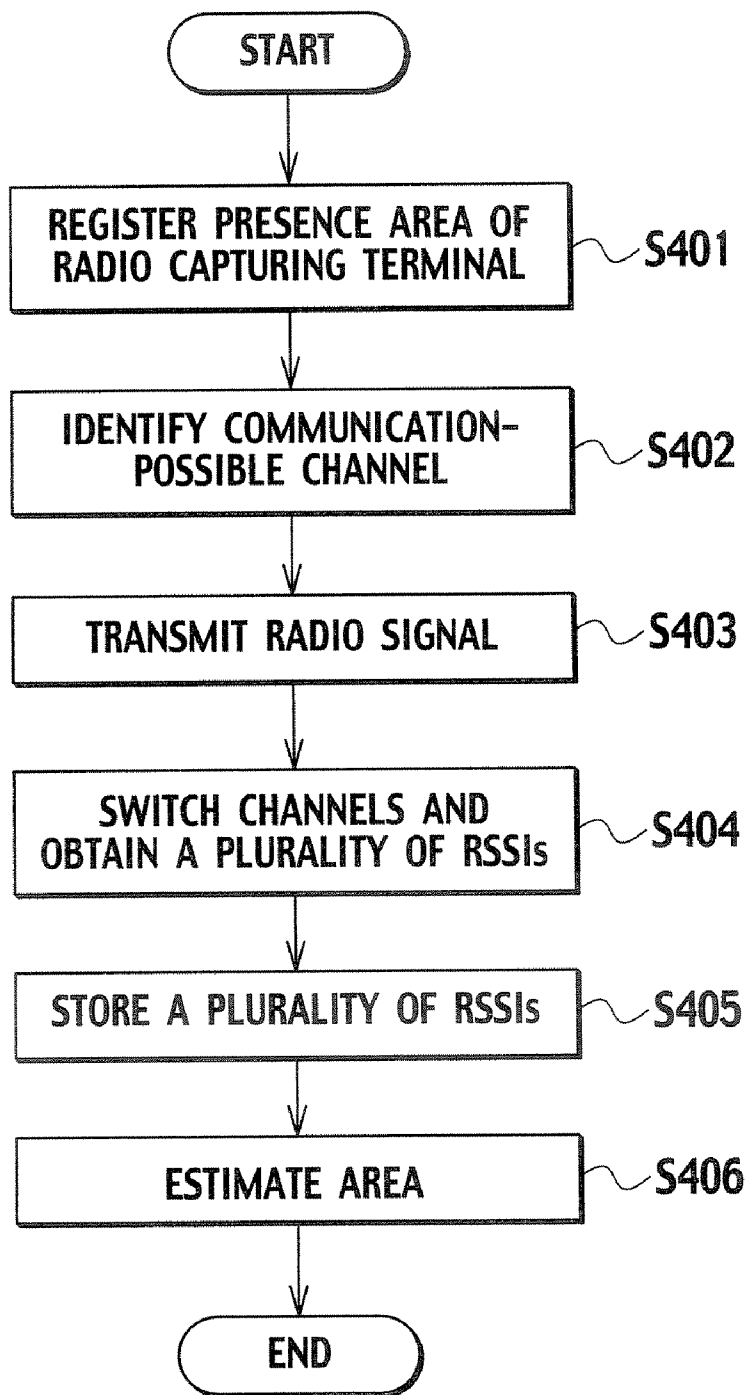 START
REGISTER PRESENCE AREA OF
RADIO CAPTURING TERMINAL
S401
IDENTIFY COMMUNICATION-
POSSIBLE CHANNEL
S402
TRANSMIT RADIO SIGNAL
S403
SWITCH CHANNELS AND
OBTAIN A PLURALITY OF RSSIs
S404
STORE A PLURALITY OF RSSIs
S405
ESTIMATE AREA
S406
END